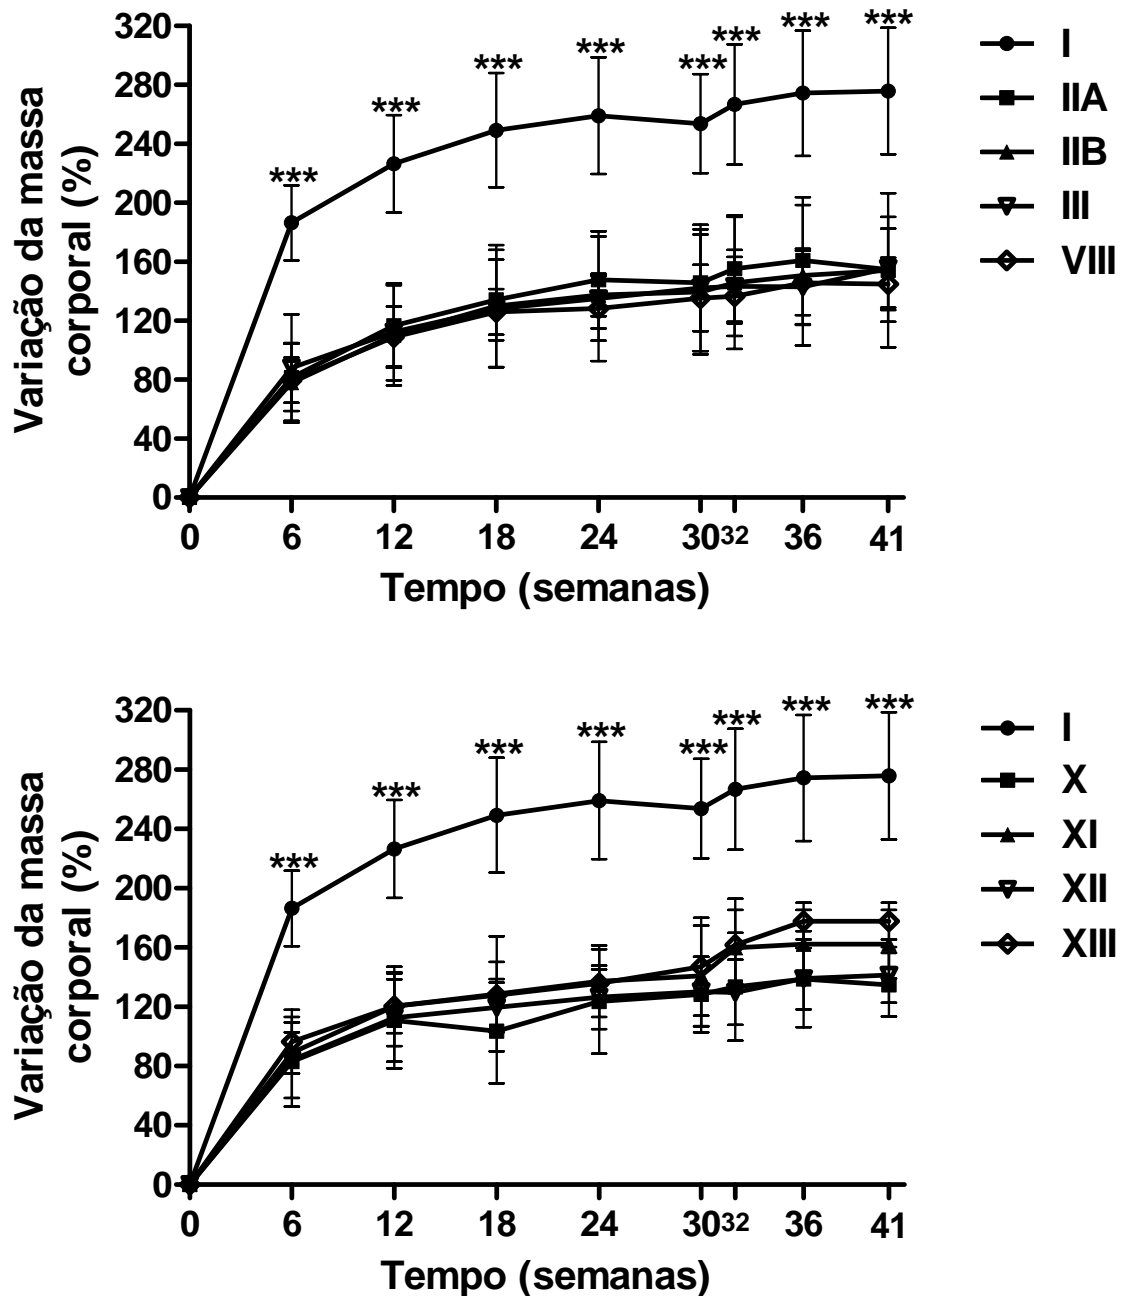 320
280
240
200
160
120
80
40
0
Variação da massa
corporal (%)
*** *** *** *** *** *** *** ***
0 6 12 18 24 30 32 36 41
Tempo (semanas)
I
IIA
IIB
III
VIII
320
280
240
200
160
120
80
40
0
Variação da massa
corporal (%)
*** *** *** *** *** *** *** ***
0 6 12 18 24 30 32 36 41
Tempo (semanas)
I
X
XI
XII
XIII